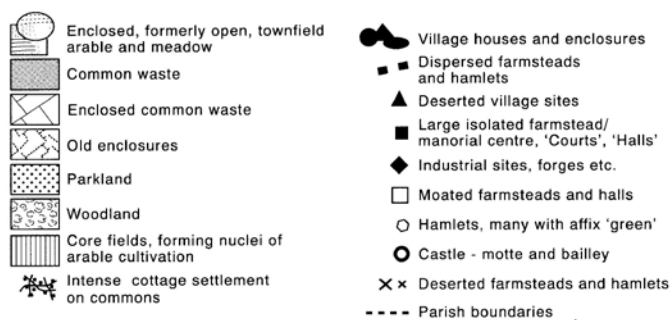 Enclosed, formerly open, townfield
arable and meadow
Common waste
Enclosed common waste
Old enclosures
Parkland
Woodland
Core fields, forming nuclei of
arable cultivation
Intense cottage settlement
on commons
Village houses and enclosures
Dispersed farmsteads
and hamlets
Deserted village sites
Large isolated farmstead/
manorial centre, 'Courts', 'Halls'
Industrial sites, forges etc.
Moated farmsteads and halls
Hamlets, many with affix 'green'
Castle - motte and bailey
Deserted farmsteads and hamlets
Parish boundaries